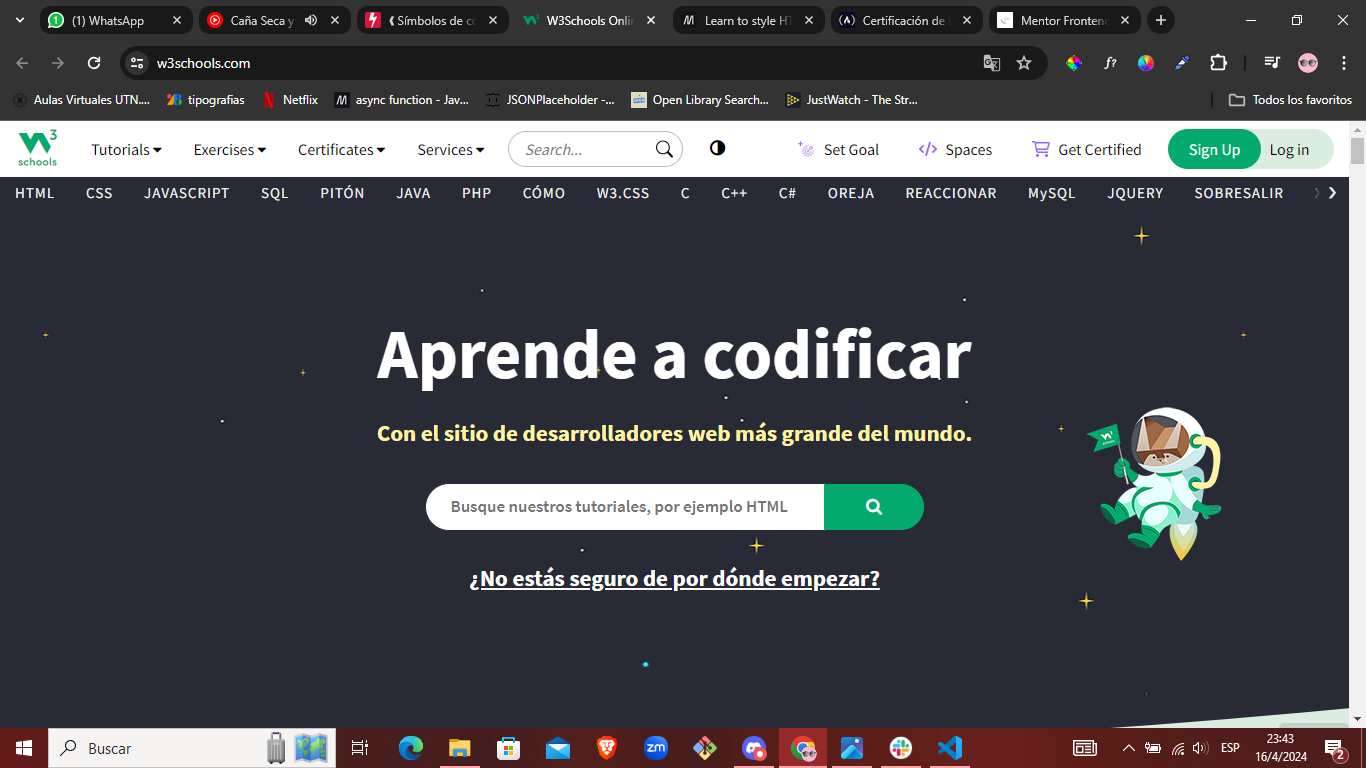 (1) WhatsApp
Caña Seca y
⟪ Símbolos de co
W3Schools Onli
Learn to style HT
Certificación de
Mentor Frontend
w3schools.com
Aulas Virtuales UTN....
tipografias
Netflix
async function - Jav...
JSONPlaceholder -...
Open Library Search...
JustWatch - The Str...
Todos los favoritos
3
schools
Tutorials
Exercises
Certificates
Services
Search...
Set Goal
Spaces
Get Certified
Sign Up
Log in
HTML
CSS
JAVASCRIPT
SQL
PITÓN
JAVA
PHP
CÓMO
W3.CSS
C
C++
C#
OREJA
REACCIONAR
MySQL
JQUERY
SOBRESALIR
Aprende a codificar
Con el sitio de desarrolladores web más grande del mundo.
Busque nuestros tutoriales, por ejemplo HTML
¿No estás seguro de por dónde empezar?
Buscar
zm
ESP
23:43
16/4/2024
2